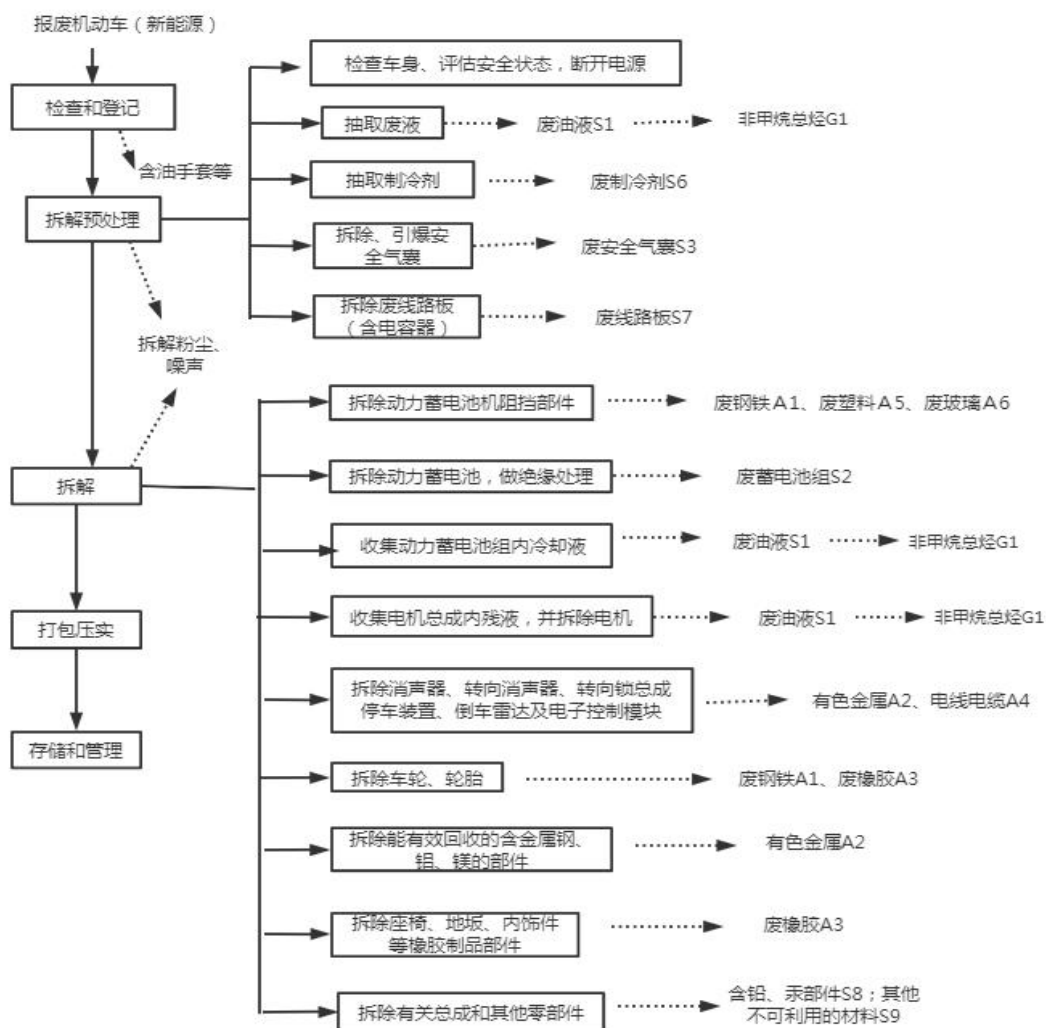 报废机动车（新能源）
检查和登记
含油手套等
拆解预处理
检查车身、评估安全状态，断开电源
抽取废液
废油液S1
非甲烷总烃G1
抽取制冷剂
废制冷剂S6
拆除、引爆安
全气囊
废安全气囊S3
拆除废线路板
（含电容器）
废线路板S7
拆解粉尘、
噪声
拆解
拆除动力蓄电池机阻挡部件
废钢铁A1、废塑料A5、废玻璃A6
拆除动力蓄电池，做绝缘处理
废蓄电池组S2
收集动力蓄电池组内冷却液
废油液S1
非甲烷总烃G1
收集电机总成内残液，并拆除电机
废油液S1
非甲烷总烃G1
拆除消声器、转向消声器、转向锁总成
停车装置、倒车雷达及电子控制模块
有色金属A2、电线电缆A4
拆除车轮、轮胎
废钢铁A1、废橡胶A3
拆除能有效回收的含金属钢、
铝、镁的部件
有色金属A2
拆除座椅、地坂、内饰件
等橡胶制品部件
废橡胶A3
拆除有关总成和其他零部件
含铅、汞部件S8；其他
不可利用的材料S9
打包压实
存储和管理